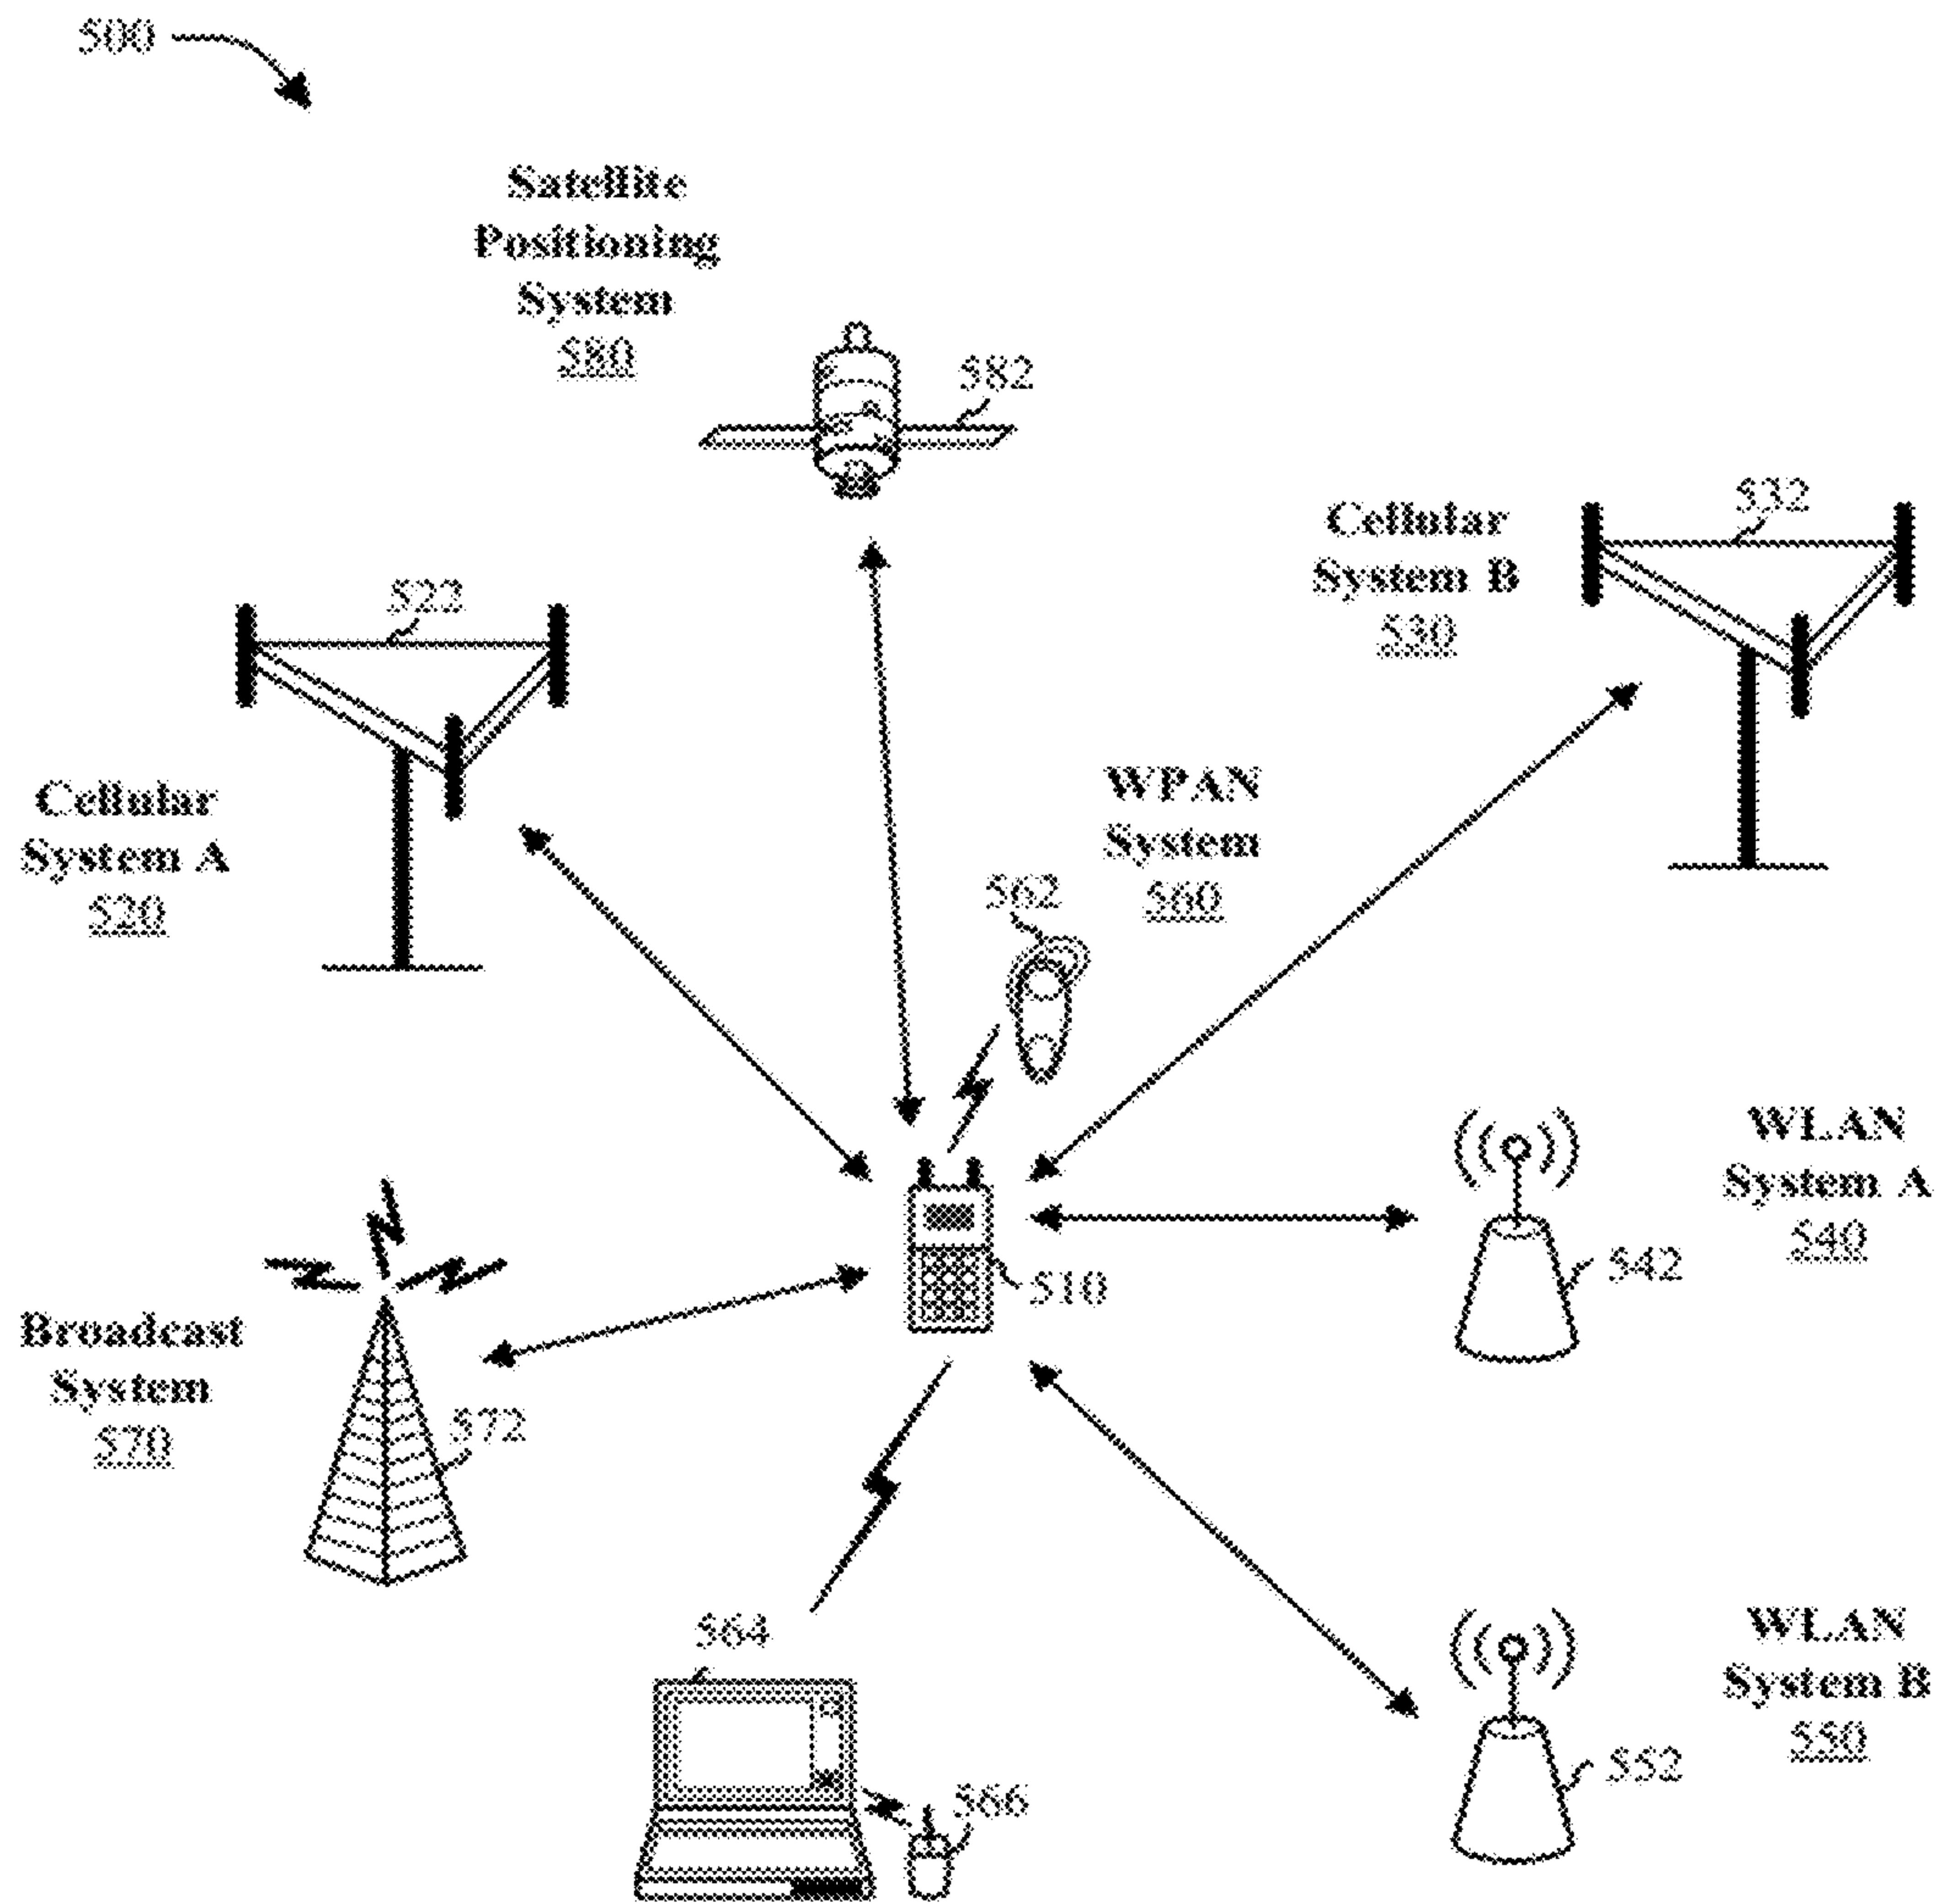 500
Satellite
Positioning
System
580
582
Cellular
System B
530
532
522
Cellular
System A
520
WPAN
System
560
562
WLAN
System A
540
542
510
Broadcast
System
570
572
564
566
WLAN
System B
550
552